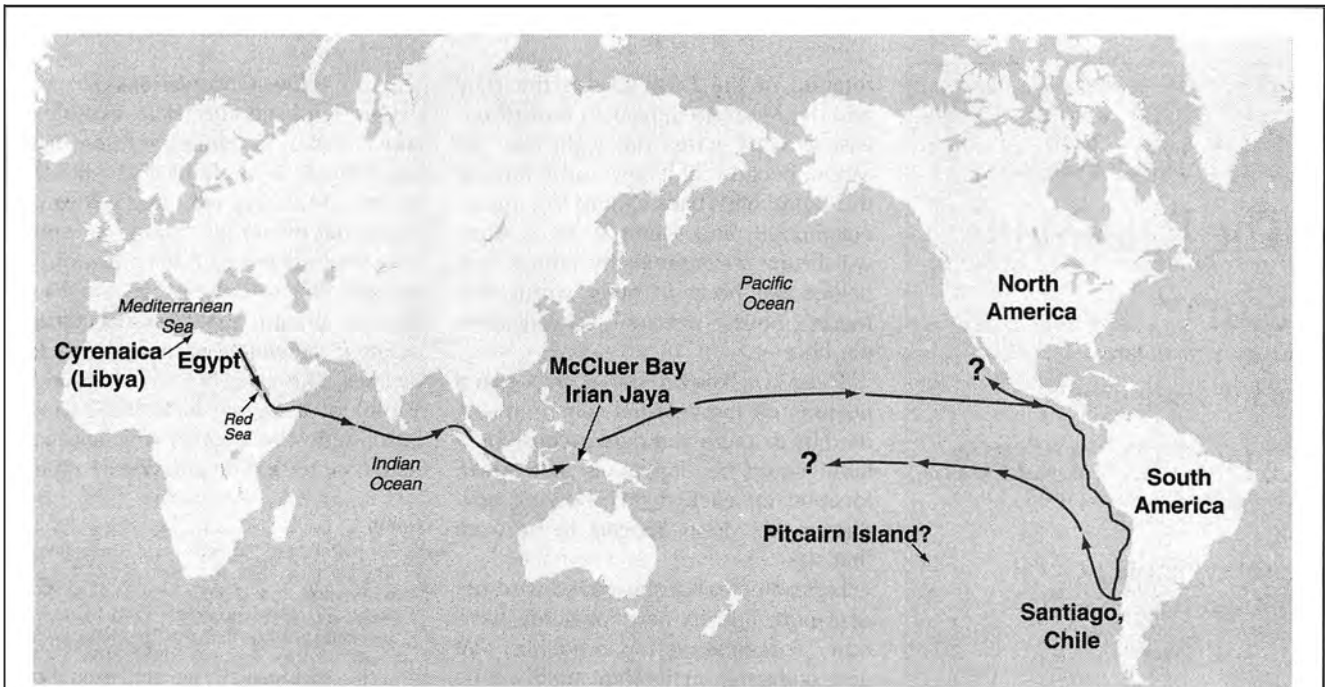 North
America
Pacific
Ocean
Mediterranean
Sea
Cyrenaica
(Libya)
Egypt
McCluer Bay
Irian Jaya
?
Red
Sea
Indian
Ocean
?
South
America
Pitcairn Island?
Santiago,
Chile